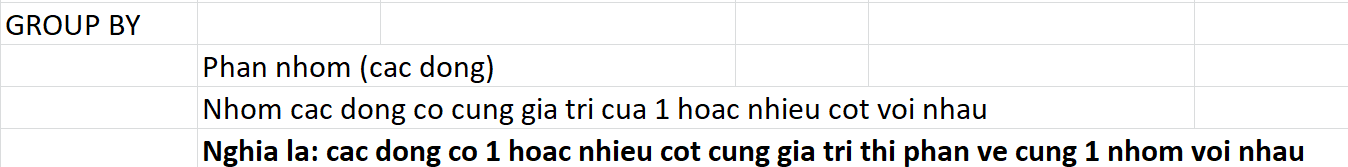 GROUP BY
Phan nhom (cac dong)
Nhom cac dong co cung gia tri cua 1 hoac nhieu cot voi nhau
Nghia la: cac dong co 1 hoac nhieu cot cung gia tri thi phan ve cung 1 nhom voi nhau